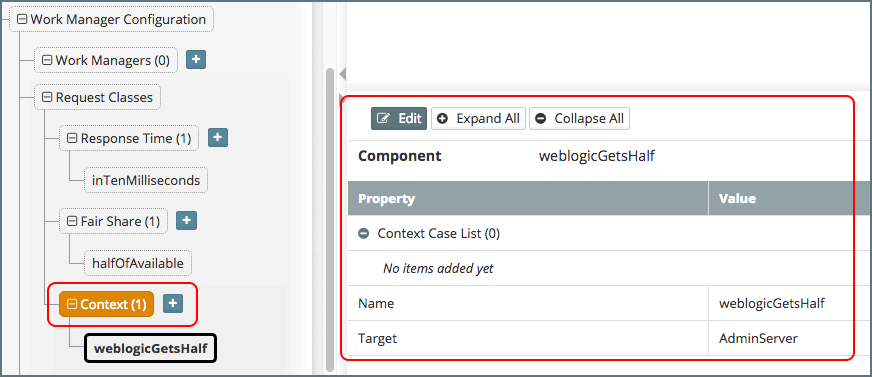 Work Manager Configuration
Work Managers (0)
Request Classes
Response Time (1)
inTenMilliseconds
Fair Share (1)
halfOfAvailable
Context (1)
weblogicGetsHalf
Edit Expand All Collapse All
Component weblogicGetsHalf
Property Value
Context Case List (0)
No items added yet
Name weblogicGetsHalf
Target AdminServer